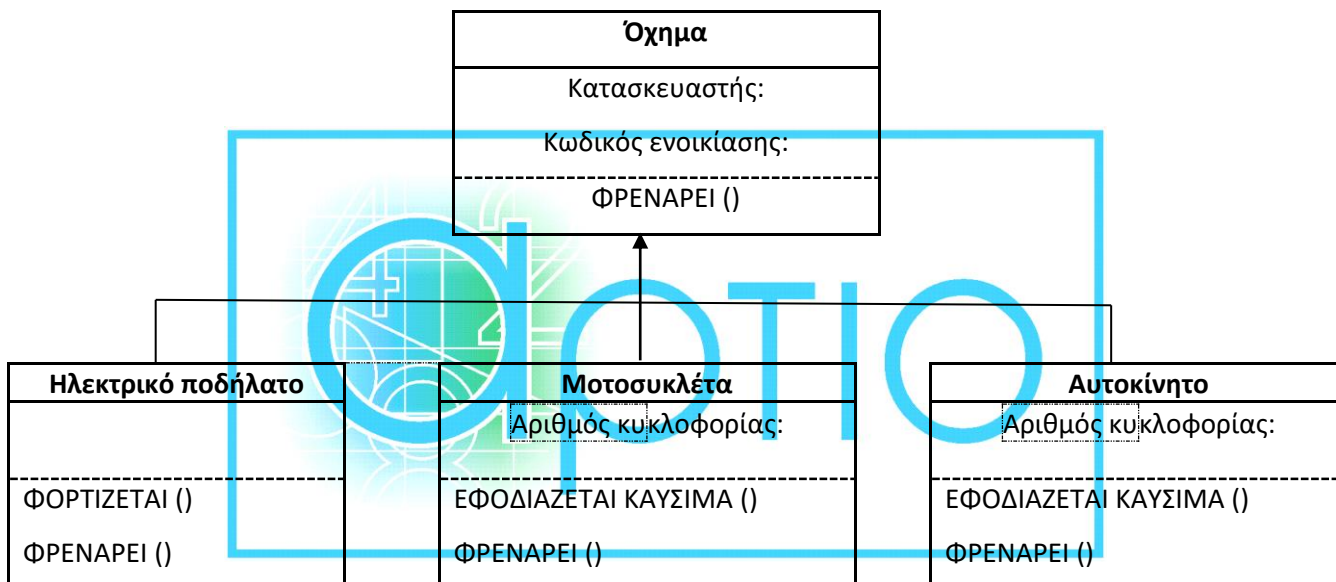 Όχημα
Κατασκευαστής:
Κωδικός ενοικίασης:
ΦΡΕΝΑΡΕΙ ()
αρτιο
Ηλεκτρικό ποδήλατο
ΦΟΡΤΙΖΕΤΑΙ ()
ΦΡΕΝΑΡΕΙ ()
Μοτοσυκλέτα
Αριθμός κυκλοφορίας:
ΕΦΟΔΙΑΖΕΤΑΙ ΚΑΥΣΙΜΑ ()
ΦΡΕΝΑΡΕΙ ()
Αυτοκίνητο
Αριθμός κυκλοφορίας:
ΕΦΟΔΙΑΖΕΤΑΙ ΚΑΥΣΙΜΑ ()
ΦΡΕΝΑΡΕΙ ()